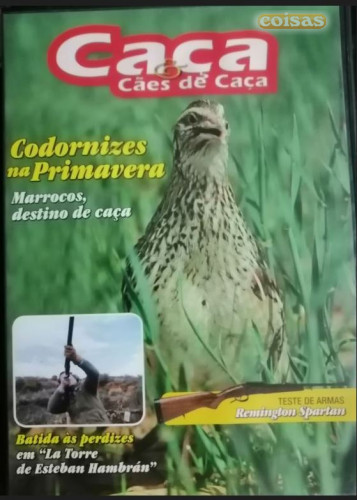 coisas
Caça
& Cães de Caça
Codornizes
na Primavera
Marrocos,
destino de caça
TESTE DE ARMAS
Remington Spartan
Batida às perdizes
em "La Torre
de Esteban Hambrán"